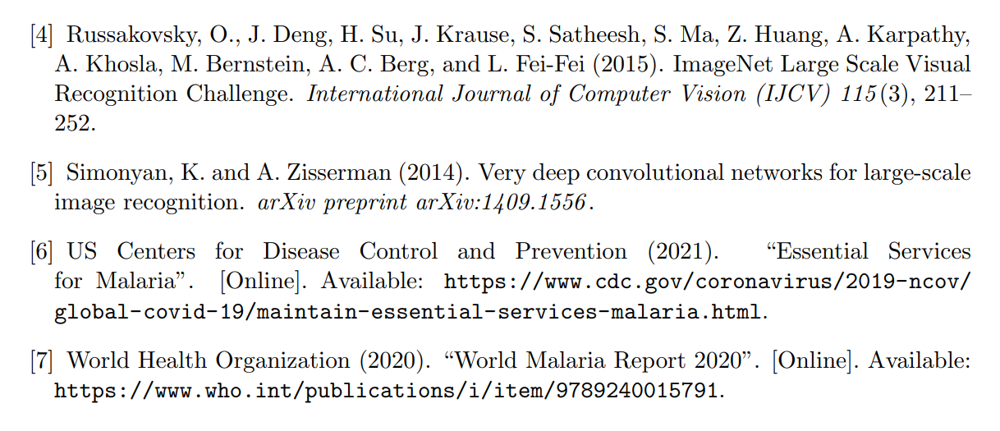 [4] Russakovsky, O., J. Deng, H. Su, J. Krause, S. Satheesh, S. Ma, Z. Huang, A. Karpathy,
A. Khosla, M. Bernstein, A. C. Berg, and L. Fei-Fei (2015). ImageNet Large Scale Visual
Recognition Challenge. International Journal of Computer Vision (IJCV) 115(3), 211–
252.
[5] Simonyan, K. and A. Zisserman (2014). Very deep convolutional networks for large-scale
image recognition. arXiv preprint arXiv:1409.1556.
[6] US Centers for Disease Control and Prevention (2021). “Essential Services
for Malaria”. [Online]. Available: https://www.cdc.gov/coronavirus/2019-ncov/
global-covid-19/maintain-essential-services-malaria.html.
[7] World Health Organization (2020). “World Malaria Report 2020”. [Online]. Available:
https://www.who.int/publications/i/item/9789240015791.